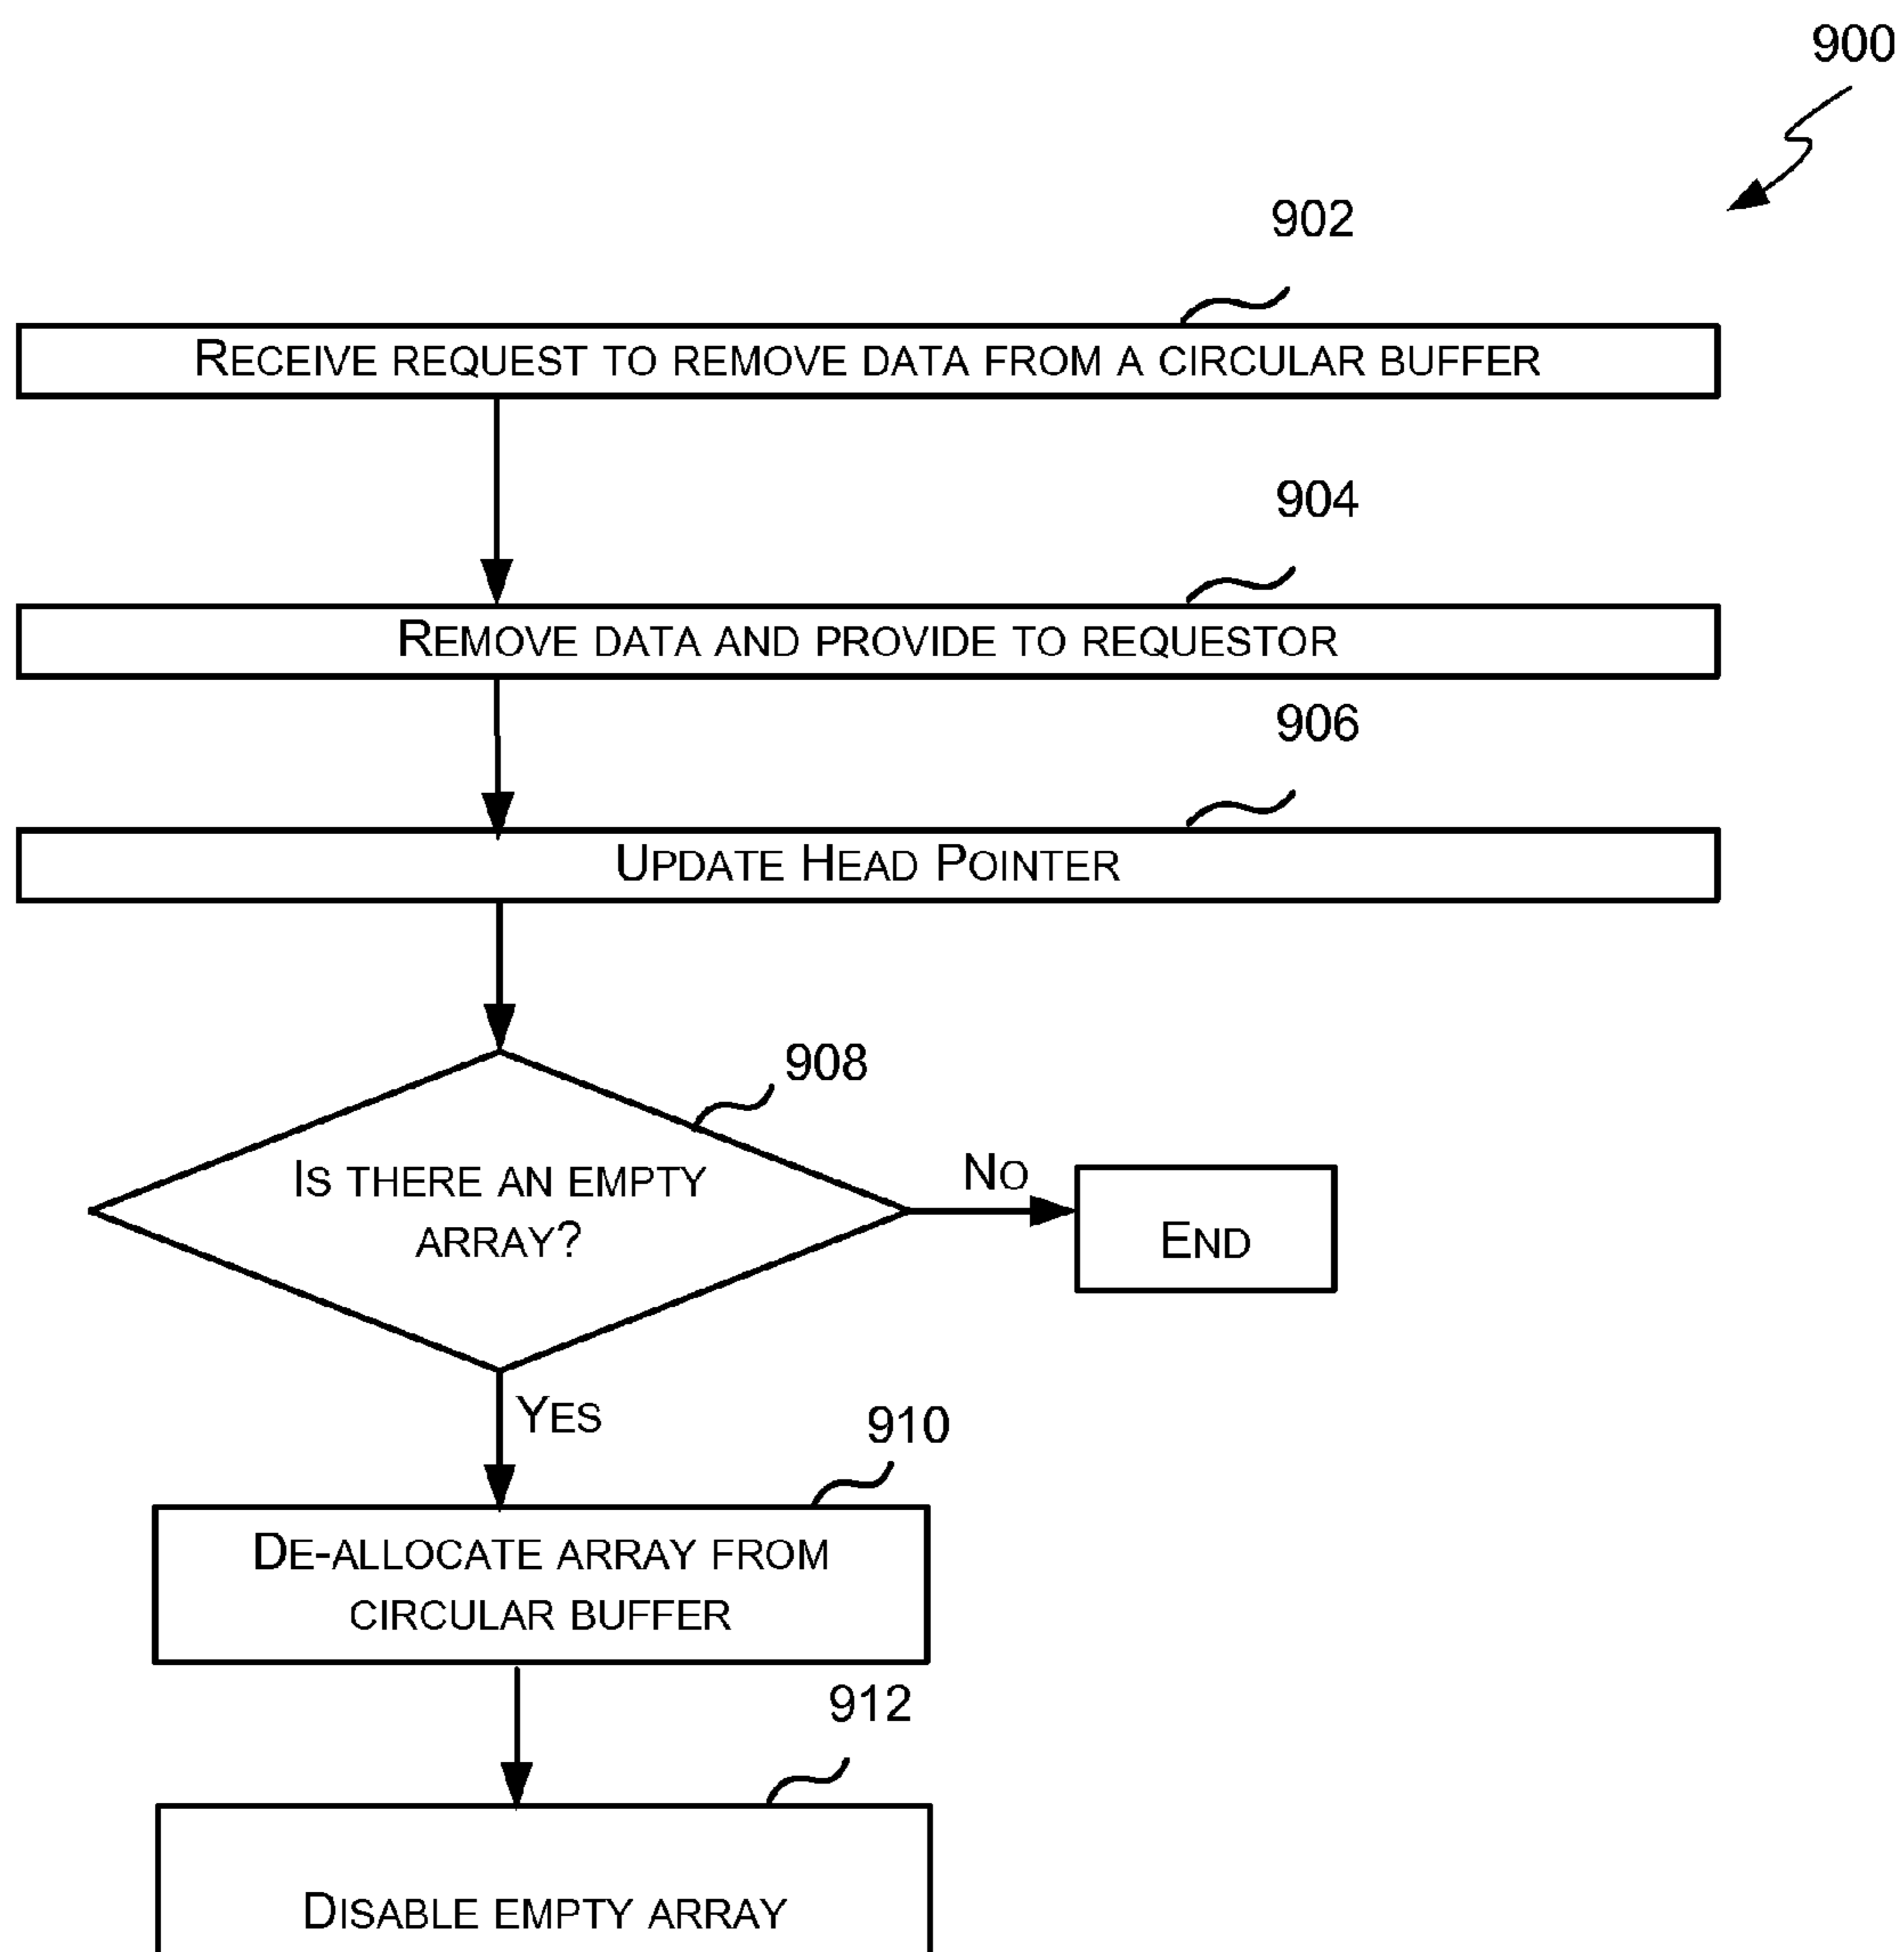 900
902
RECEIVE REQUEST TO REMOVE DATA FROM A CIRCULAR BUFFER
904
REMOVE DATA AND PROVIDE TO REQUESTOR
906
UPDATE HEAD POINTER
908
IS THERE AN EMPTY
ARRAY?
NO
END
YES
910
DE-ALLOCATE ARRAY FROM
CIRCULAR BUFFER
912
DISABLE EMPTY ARRAY